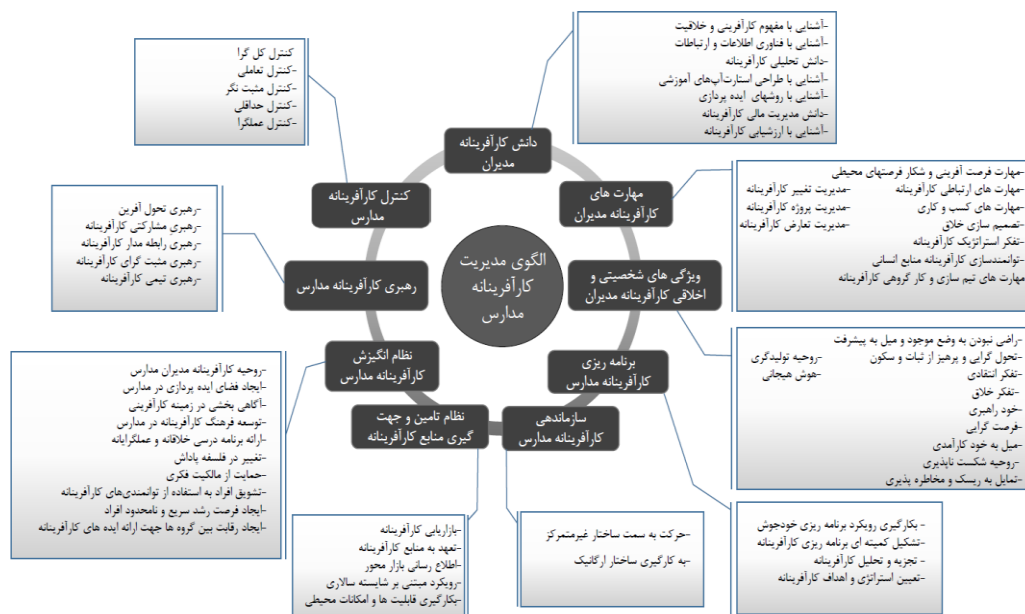 الگوی مدیریت
کارآفرینانه
مدارس
دانش کارآفرینانه
مدیران
-آشنایی با مفهوم کارآفرینی و خلاقیت
-آشنایی با فناوری اطلاعات و ارتباطات
-دانش تحلیلی کارآفرینانه
-آشنایی با طراحی استارت‌آپ‌های آموزشی
-آشنایی با روشهای ایده پردازی
-دانش مدیریت مالی کارآفرینانه
-آشنایی با ارزشیابی کارآفرینانه
مهارت های
کارآفرینانه مدیران
-مهارت فرصت آفرینی و شکار فرصتهای محیطی
-مهارت های ارتباطی کارآفرینانه
-مدیریت تغییر کارآفرینانه
-مهارت های کسب و کاری
-مدیریت پروژه کارآفرینانه
-تصمیم سازی خلاق
-مدیریت تعارض کارآفرینانه
-تفکر استراتژیک کارآفرینانه
-توانمندسازی کارآفرینانه منابع انسانی
مهارت های تیم سازی و کار گروهی کارآفرینانه
ویژگی های شخصیتی و
اخلاقی کارآفرینانه مدیران
-راضی نبودن به وضع موجود و میل به پیشرفت
-تحول گرایی و پرهیز از ثبات و سکون
-روحیه تولیدگری
-تفکر انتقادی
-هوش هیجانی
-تفکر خلاق
-خود راهبری
-فرصت گرایی
-میل به خود کارآمدی
-روحیه شکست ناپذیری
-تمایل به ریسک و مخاطره پذیری
برنامه ریزی
کارآفرینانه مدارس
- بکارگیری رویکرد برنامه ریزی خودجوش
-تشکیل کمیته ای برنامه ریزی کارآفرینانه
- تجزیه و تحلیل کارآفرینانه
-تعیین استراتژی و اهداف کارآفرینانه
سازماندهی
کارآفرینانه مدارس
-حرکت به سمت ساختار غیرمتمرکز
-به کارگیری ساختار ارگانیک
نظام تامین و جهت
گیری منابع کارآفرینانه
-بازاریابی کارآفرینانه
-تعهد به منابع کارآفرینانه
-اطلاع رسانی بازار محور
-رویکرد مبتنی بر شایسته سالاری
-بکارگیری قابلیت ها و امکانات محیطی
نظام انگیزش
کارآفرینانه مدارس
-روحیه کارآفرینانه مدیران مدارس
-ایجاد فضای ایده پردازی در مدارس
-آگاهی بخشی در زمینه کارآفرینی
-توسعه فرهنگ کارآفرینانه در مدارس
-ارائه برنامه درسی خلاقانه و عملگرایانه
-تغییر در فلسفه پاداش
-حمایت از مالکیت فکری
-تشویق افراد به استفاده از توانمندی‌های کارآفرینانه
-ایجاد فرصت رشد سریع و نامحدود افراد
-ایجاد رقابت بین گروه ها جهت ارائه ایده های کارآفرینانه
رهبری کارآفرینانه مدارس
-رهبری تحول آفرین
-رهبری مشارکتی کارآفرینانه
-رهبری رابطه مدار کارآفرینانه
-رهبری مثبت گرای کارآفرینانه
-رهبری تیمی کارآفرینانه
کنترل کارآفرینانه
مدارس
کنترل کل گرا
-کنترل تعاملی
-کنترل مثبت نگر
-کنترل حداقلی
-کنترل عملگرا